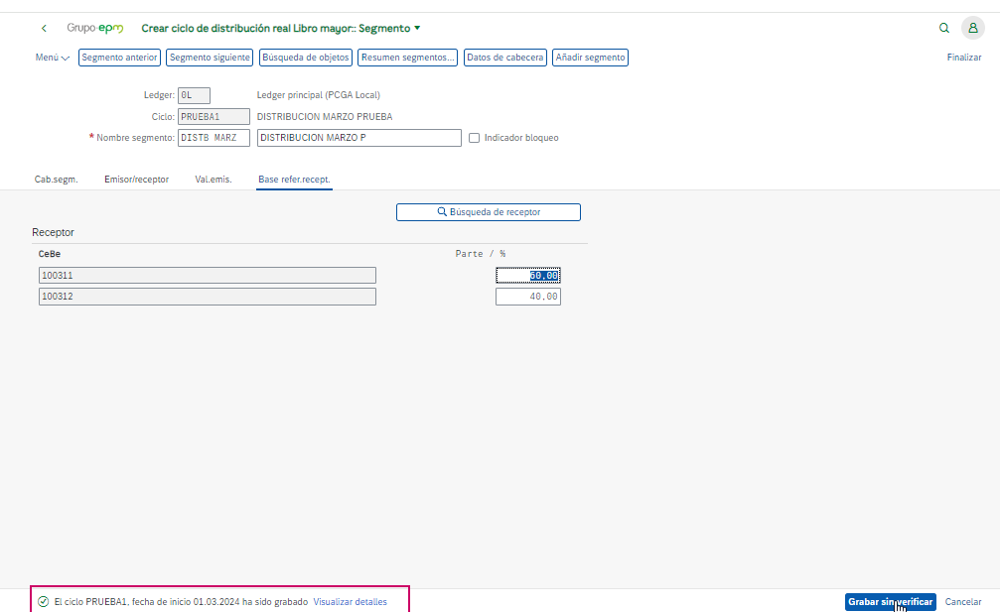 Grupo·epm Crear ciclo de distribución real Libro mayor:: Segmento
Menú Segmento anterior Segmento siguiente Búsqueda de objetos Resumen segmentos... Datos de cabecera Añadir segmento Finalizar
Ledger: 0L Ledger principal (PCGA Local)
Ciclo: PRUEBA1 DISTRIBUCION MARZO PRUEBA
* Nombre segmento: DISTB MARZ DISTRIBUCION MARZO P Indicador bloqueo
Cab.segm. Emisor/receptor Val.emis. Base refer.recept.
Búsqueda de receptor
Receptor
CeBe Parte / %
100311 60,00
100312 40,00
El ciclo PRUEBA1, fecha de inicio 01.03.2024 ha sido grabado Visualizar detalles Grabar sin verificar Cancelar